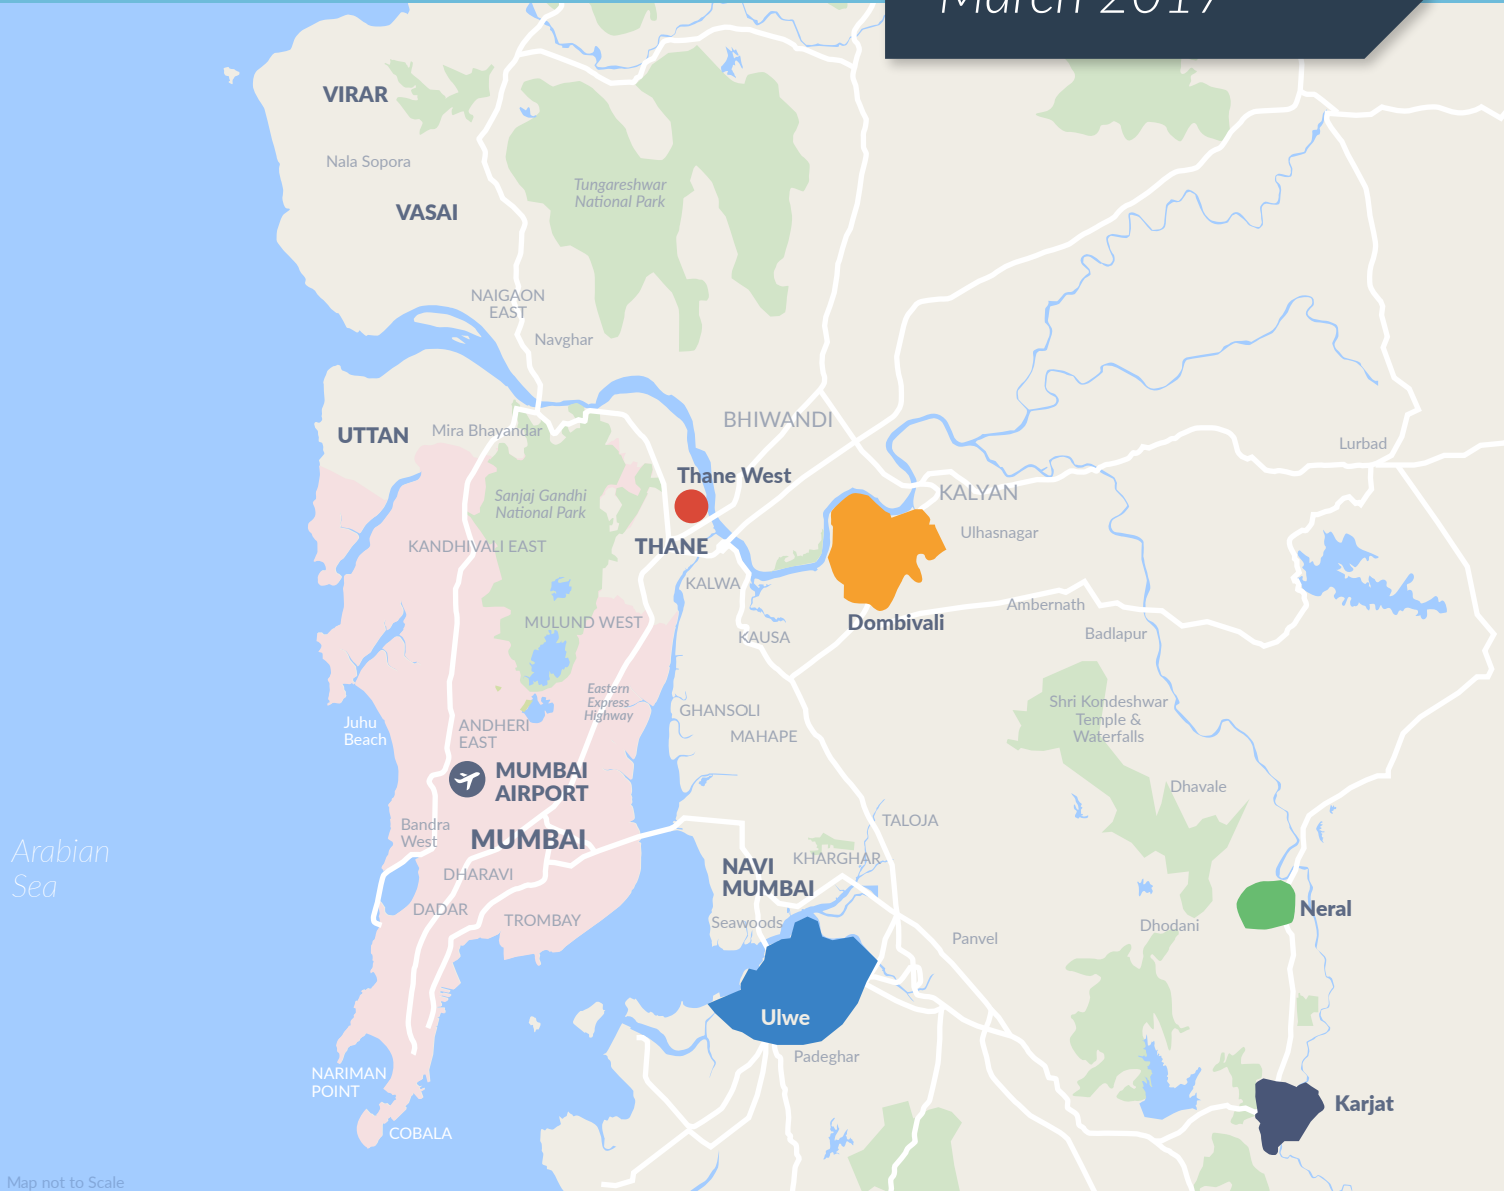 March 2017
VIRAR
Nala Sopora
VASAI
Tungareshwar
National Park
NAIGAON
EAST
Navghar
UTTAN
Mira Bhayandar
BHIWANDI
Thane West
Lurbad
Sanjaj Gandhi
National Park
KALYAN
Ulhasnagar
KANDHIVALI EAST
THANE
KALWA
MULUND WEST
KAUSA
Dombivali
Ambernath
Badlapur
Eastern
Express
Highway
GHANSOLI
MAHAPE
Shri Kondeshwar
Temple &
Waterfalls
Juhu
Beach
ANDHERI
EAST
MUMBAI
AIRPORT
Dhavale
Bandra
West
MUMBAI
TALOJA
Arabian
Sea
DHARAVI
NAVI
MUMBAI
KHARGHAR
DADAR
TROMBAY
Seawoods
Panvel
Dhodani
Neral
Ulwe
Padeghar
NARIMAN
POINT
COBALA
Karjat
Map not to Scale